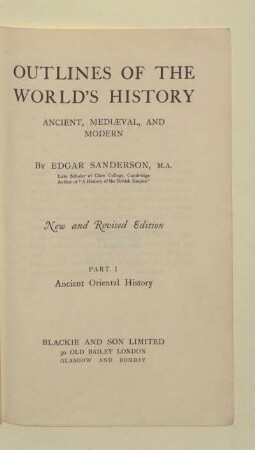 OUTLINES OF THE
WORLD'S HISTORY
ANCIENT, MEDIÆVAL, AND
MODERN
By EDGAR SANDERSON, M.A.
Late Scholar of Clare College, Cambridge
Author of "A History of the British Empire"
New and Revised Edition
PART I
Ancient Oriental History
BLACKIE AND SON LIMITED
50 OLD BAILEY LONDON
GLASGOW AND BOMBAY